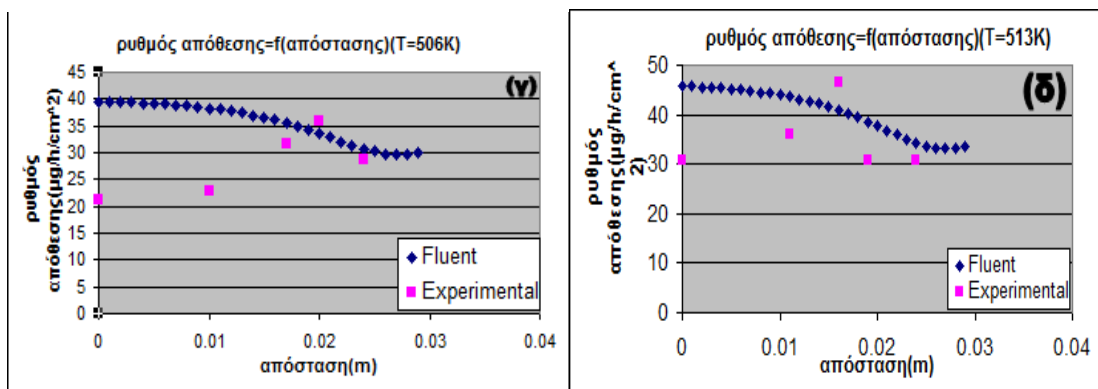 ρυθμός απόθεσης=f(απόστασης)(T=506K)
(γ)
ρυθμός
απόθεσης(μg/h/cm^2)
45
40
35
30
25
20
15
10
5
0
Fluent
Experimental
0
0.01
0.02
0.03
0.04
απόσταση(m)
ρυθμός απόθεσης=f(απόστασης)(T=513K)
(δ)
ρυθμός
απόθεσης(μg/h/cm^
2)
50
40
30
20
10
0
Fluent
Experimental
0
0.01
0.02
0.03
0.04
απόσταση(m)